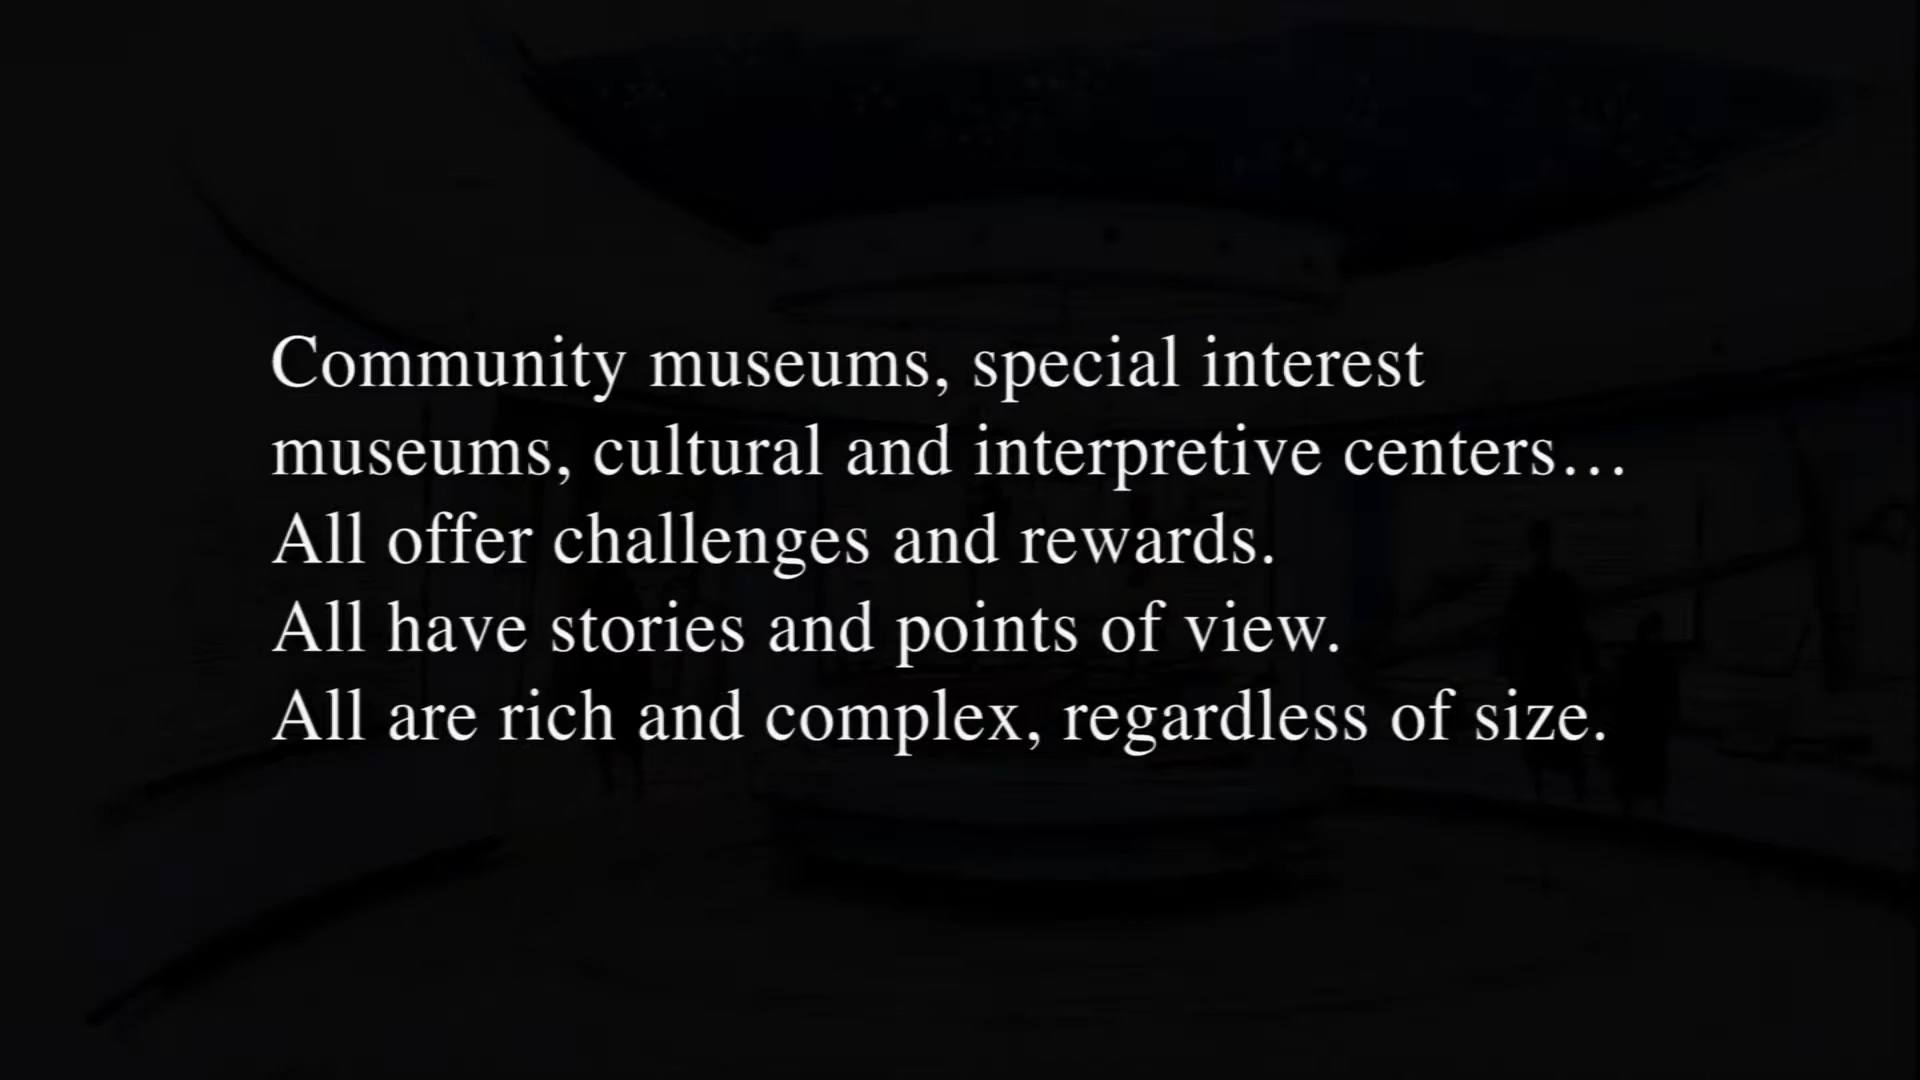 Community museums, special interest
museums, cultural and interpretive centers…
All offer challenges and rewards.
All have stories and points of view.
All are rich and complex, regardless of size.